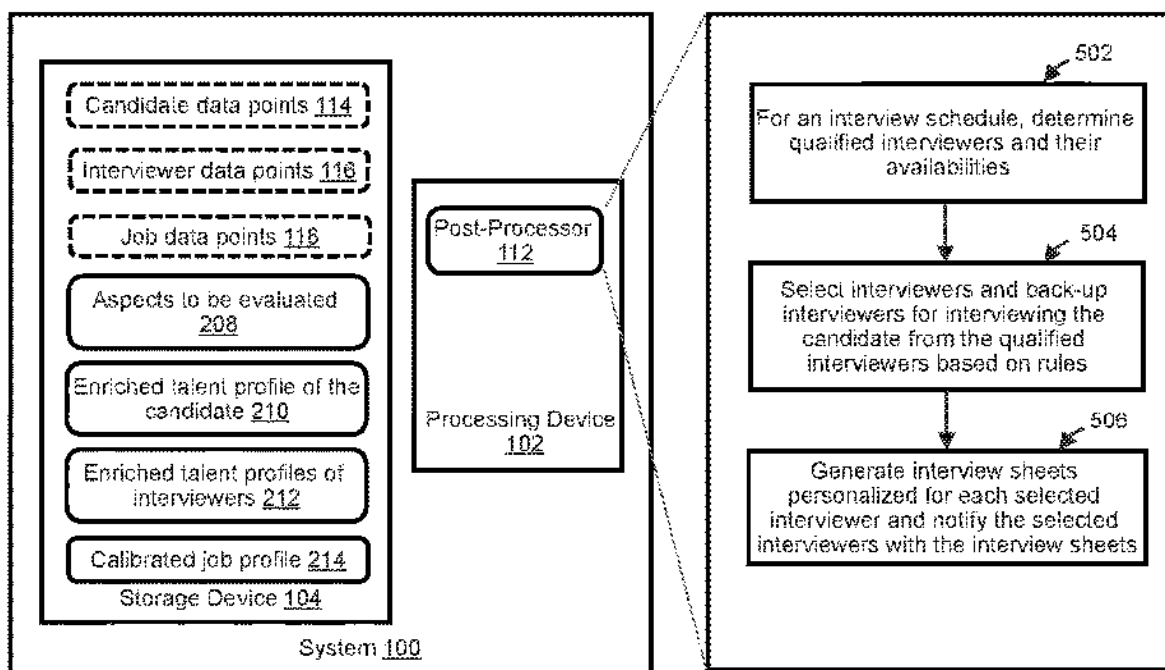 Candidate data points 114
Interviewer data points 116
Job data points 118
Aspects to be evaluated
208
Enriched talent profile of the
candidate 210
Enriched talent profiles of
interviewers 212
Calibrated job profile 214
Storage Device 104
Post-Processor
112
Processing Device
102
System 100
502
For an interview schedule, determine
qualified interviewers and their
availabilities
504
Select interviewers and back-up
interviewers for interviewing the
candidate from the qualified
interviewers based on rules
506
Generate interview sheets
personalized for each selected
interviewer and notify the selected
interviewers with the interview sheets